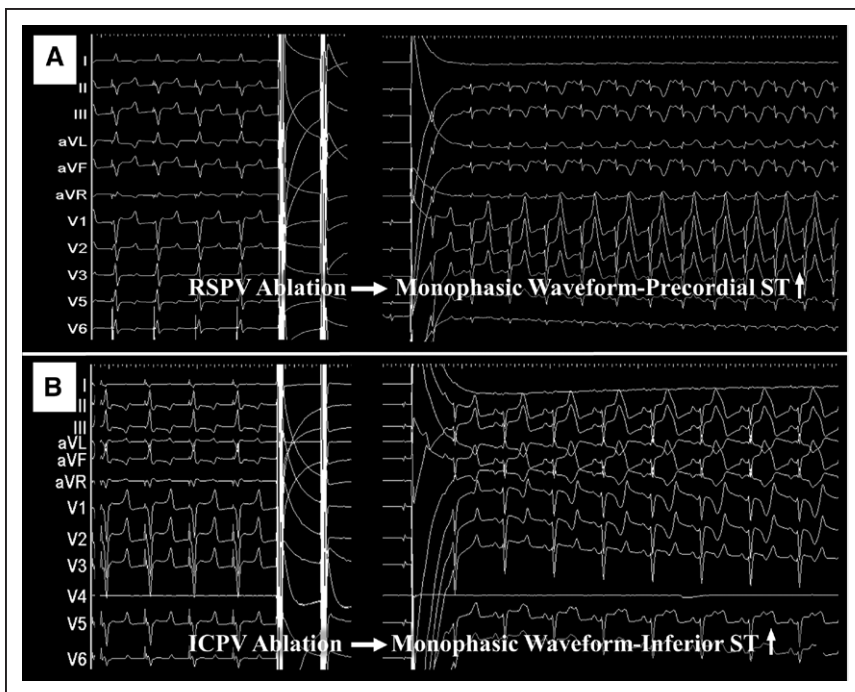 A
I
II
III
aVL
aVF
aVR
V1
V2
V3
V5
V6
RSPV Ablation → Monophasic Waveform-Precordial ST ↑
B
I
II
III
aVL
aVF
aVR
V1
V2
V3
V4
V5
V6
ICPV Ablation → Monophasic Waveform-Inferior ST ↑